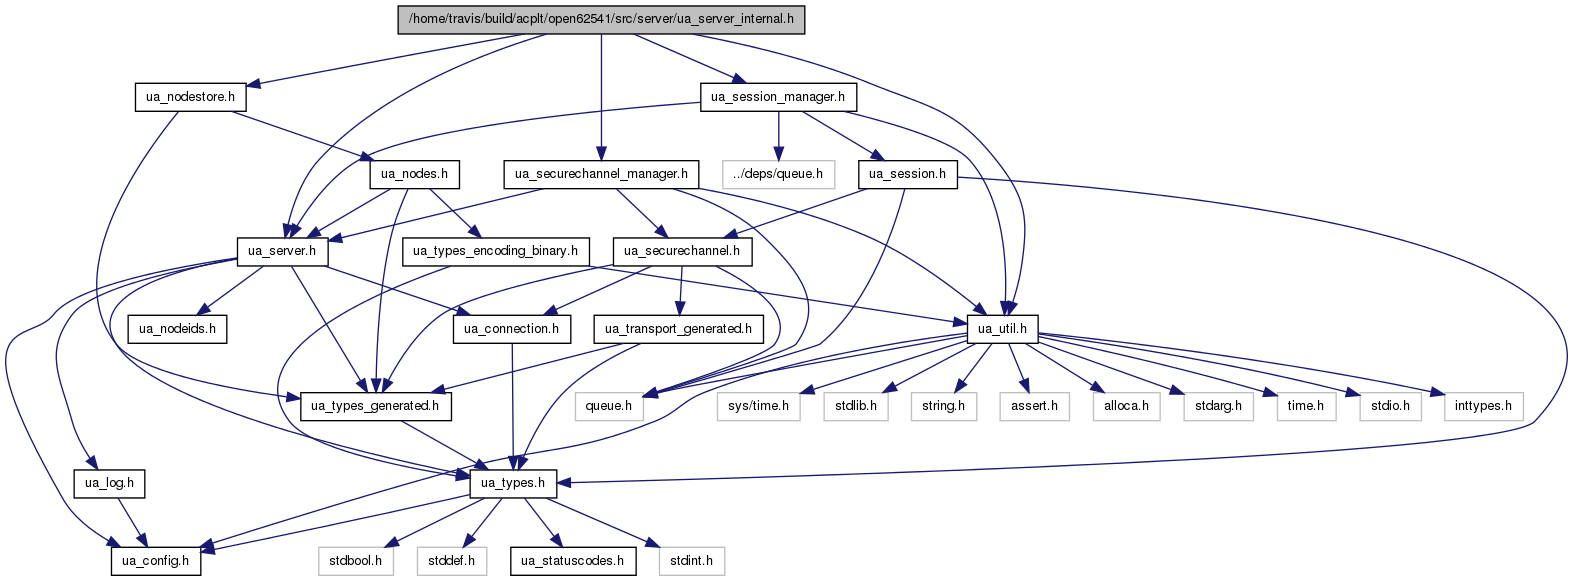 /home/travis/build/acplt/open62541/src/server/ua_server_internal.h
ua_nodestore.h
ua_session_manager.h
ua_nodes.h
ua_securechannel_manager.h
../deps/queue.h
ua_session.h
ua_server.h
ua_types_encoding_binary.h
ua_securechannel.h
ua_nodeids.h
ua_connection.h
ua_transport_generated.h
ua_util.h
ua_types_generated.h
queue.h
sys/time.h
stdlib.h
string.h
assert.h
alloca.h
stdarg.h
time.h
stdio.h
inttypes.h
ua_log.h
ua_types.h
ua_config.h
stdbool.h
stddef.h
ua_statuscodes.h
stdint.h